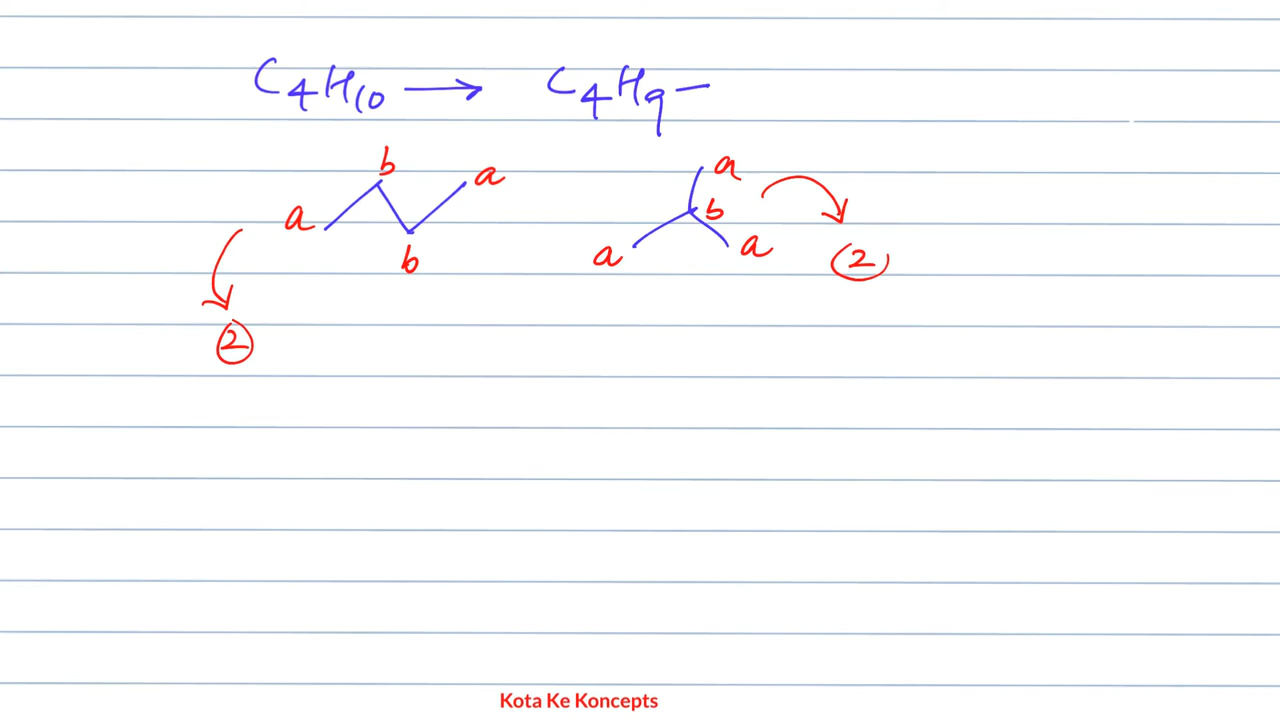 C4H10 → C4H9 –
b a a
a b
a b a a
2 2
Kota Ke Koncepts